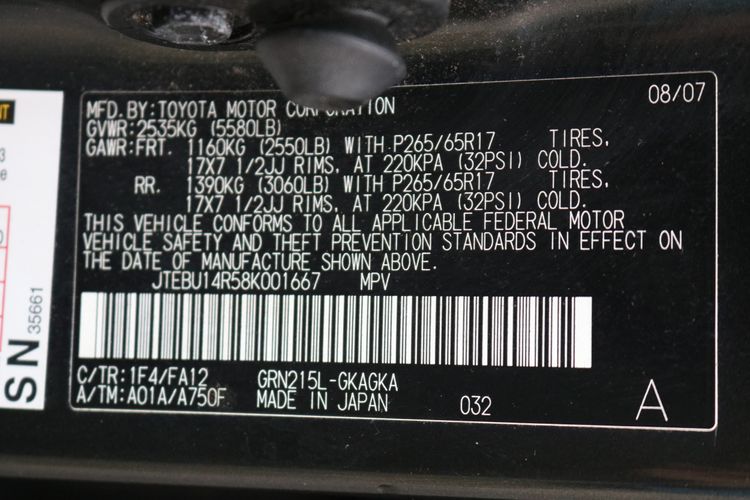 08/07
MFD. BY: TOYOTA MOTOR CORPORATION
GVWR: 2535KG (5580LB)
GAWR: FRT. 1160KG (2550LB) WITH P265/65R17 TIRES,
17X7 1/2JJ RIMS, AT 220KPA (32PSI) COLD.
RR. 1390KG (3060LB) WITH P265/65R17 TIRES,
17X7 1/2JJ RIMS, AT 220KPA (32PSI) COLD.
THIS VEHICLE CONFORMS TO ALL APPLICABLE FEDERAL MOTOR
VEHICLE SAFETY AND THEFT PREVENTION STANDARDS IN EFFECT ON
THE DATE OF MANUFACTURE SHOWN ABOVE.
JTEBU14R58K001667 MPV
C/TR: 1F4/FA12 GRN215L-GKAGKA
A/TM: A01A/A750F MADE IN JAPAN 032 A
SN 35661